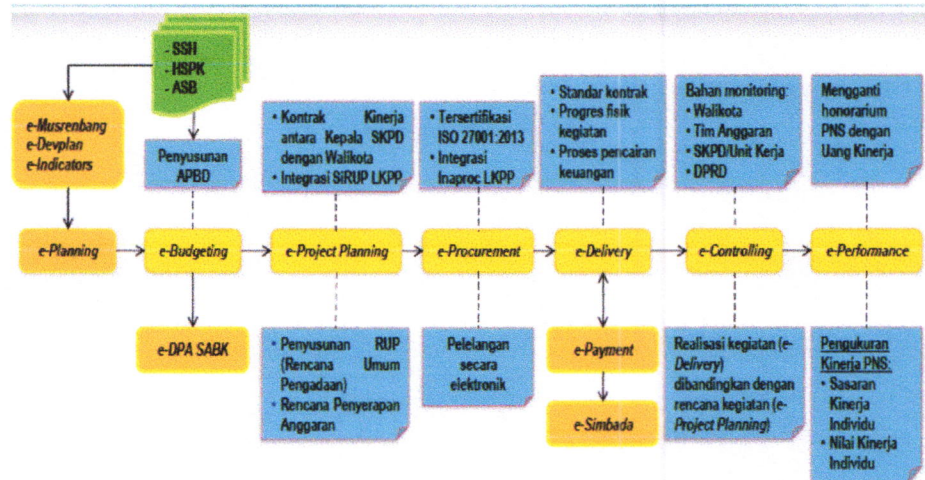 - SSH
- HSPK
- ASB
e-Musrenbang
e-Devplan
e-Indicators
Penyusunan
APBD
• Kontrak Kinerja
antara Kepala SKPD
dengan Walikota
• Integrasi SiRUP LKPP
• Tersertifikasi
ISO 27001:2013
• Integrasi
Inaproc LKPP
• Standar kontrak
• Progres fisik
kegiatan
• Proses pencairan
keuangan
Bahan monitoring:
• Walikota
• Tim Anggaran
• SKPD/Unit Kerja
• DPRD
Mengganti
honorarium
PNS dengan
Uang Kinerja
e-Planning
e-Budgeting
e-Project Planning
e-Procurement
e-Delivery
e-Controlling
e-Performance
e-DPA SABK
• Penyusunan RUP
(Rencana Umum
Pengadaan)
• Rencana Penyerapan
Anggaran
Pelelangan
secara
elektronik
e-Payment
e-Simbada
Realisasi kegiatan (e-
Delivery)
dibandingkan dengan
rencana kegiatan (e-
Project Planning)
Pengukuran
Kinerja PNS:
• Sasaran
Kinerja
Individu
• Nilai Kinerja
Individu